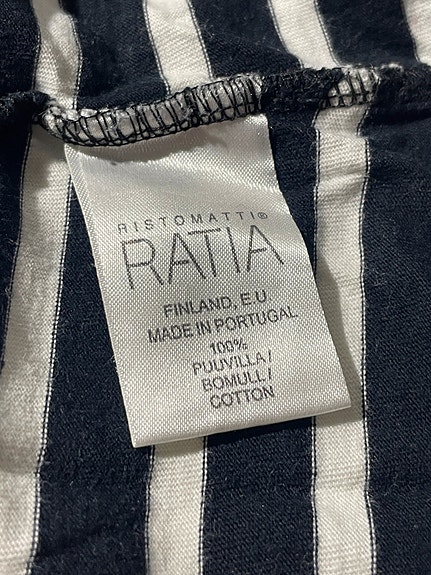 RISTOMATTI®
RATIA
FINLAND, E.U.
MADE IN PORTUGAL
100%
PUUVILLA/
BOMULL/
COTTON